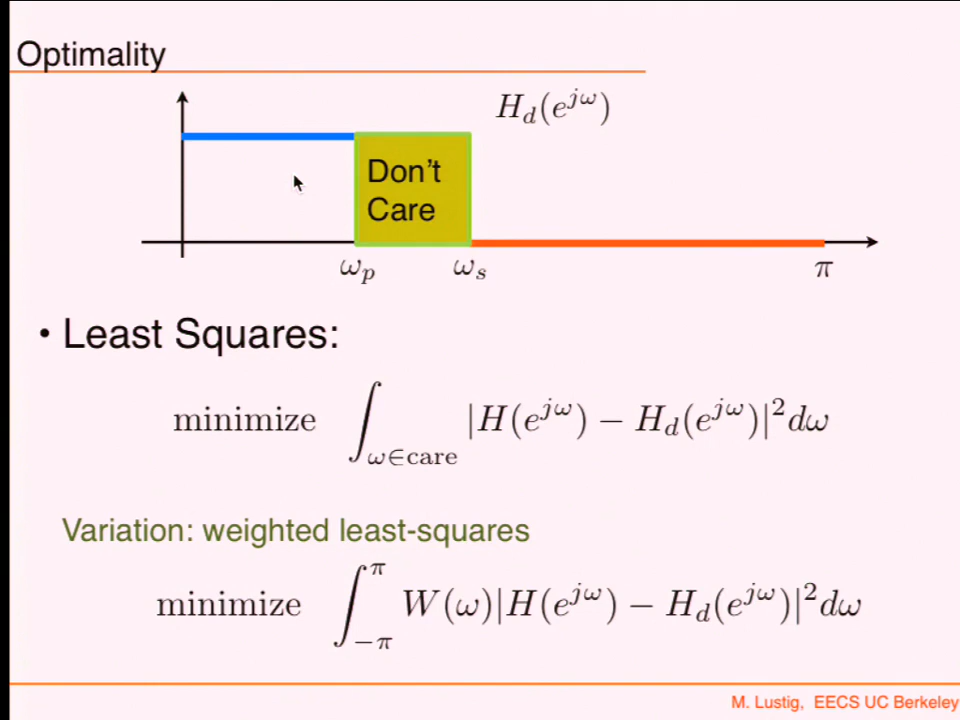 Optimality
H_d(e^{jω})
Don't
Care
ω_p ω_s π
• Least Squares:
minimize ∫_{ω∈care} |H(e^{jω}) − H_d(e^{jω})|² dω
Variation: weighted least-squares
minimize ∫_{−π}^{π} W(ω)|H(e^{jω}) − H_d(e^{jω})|² dω
M. Lustig, EECS UC Berkeley